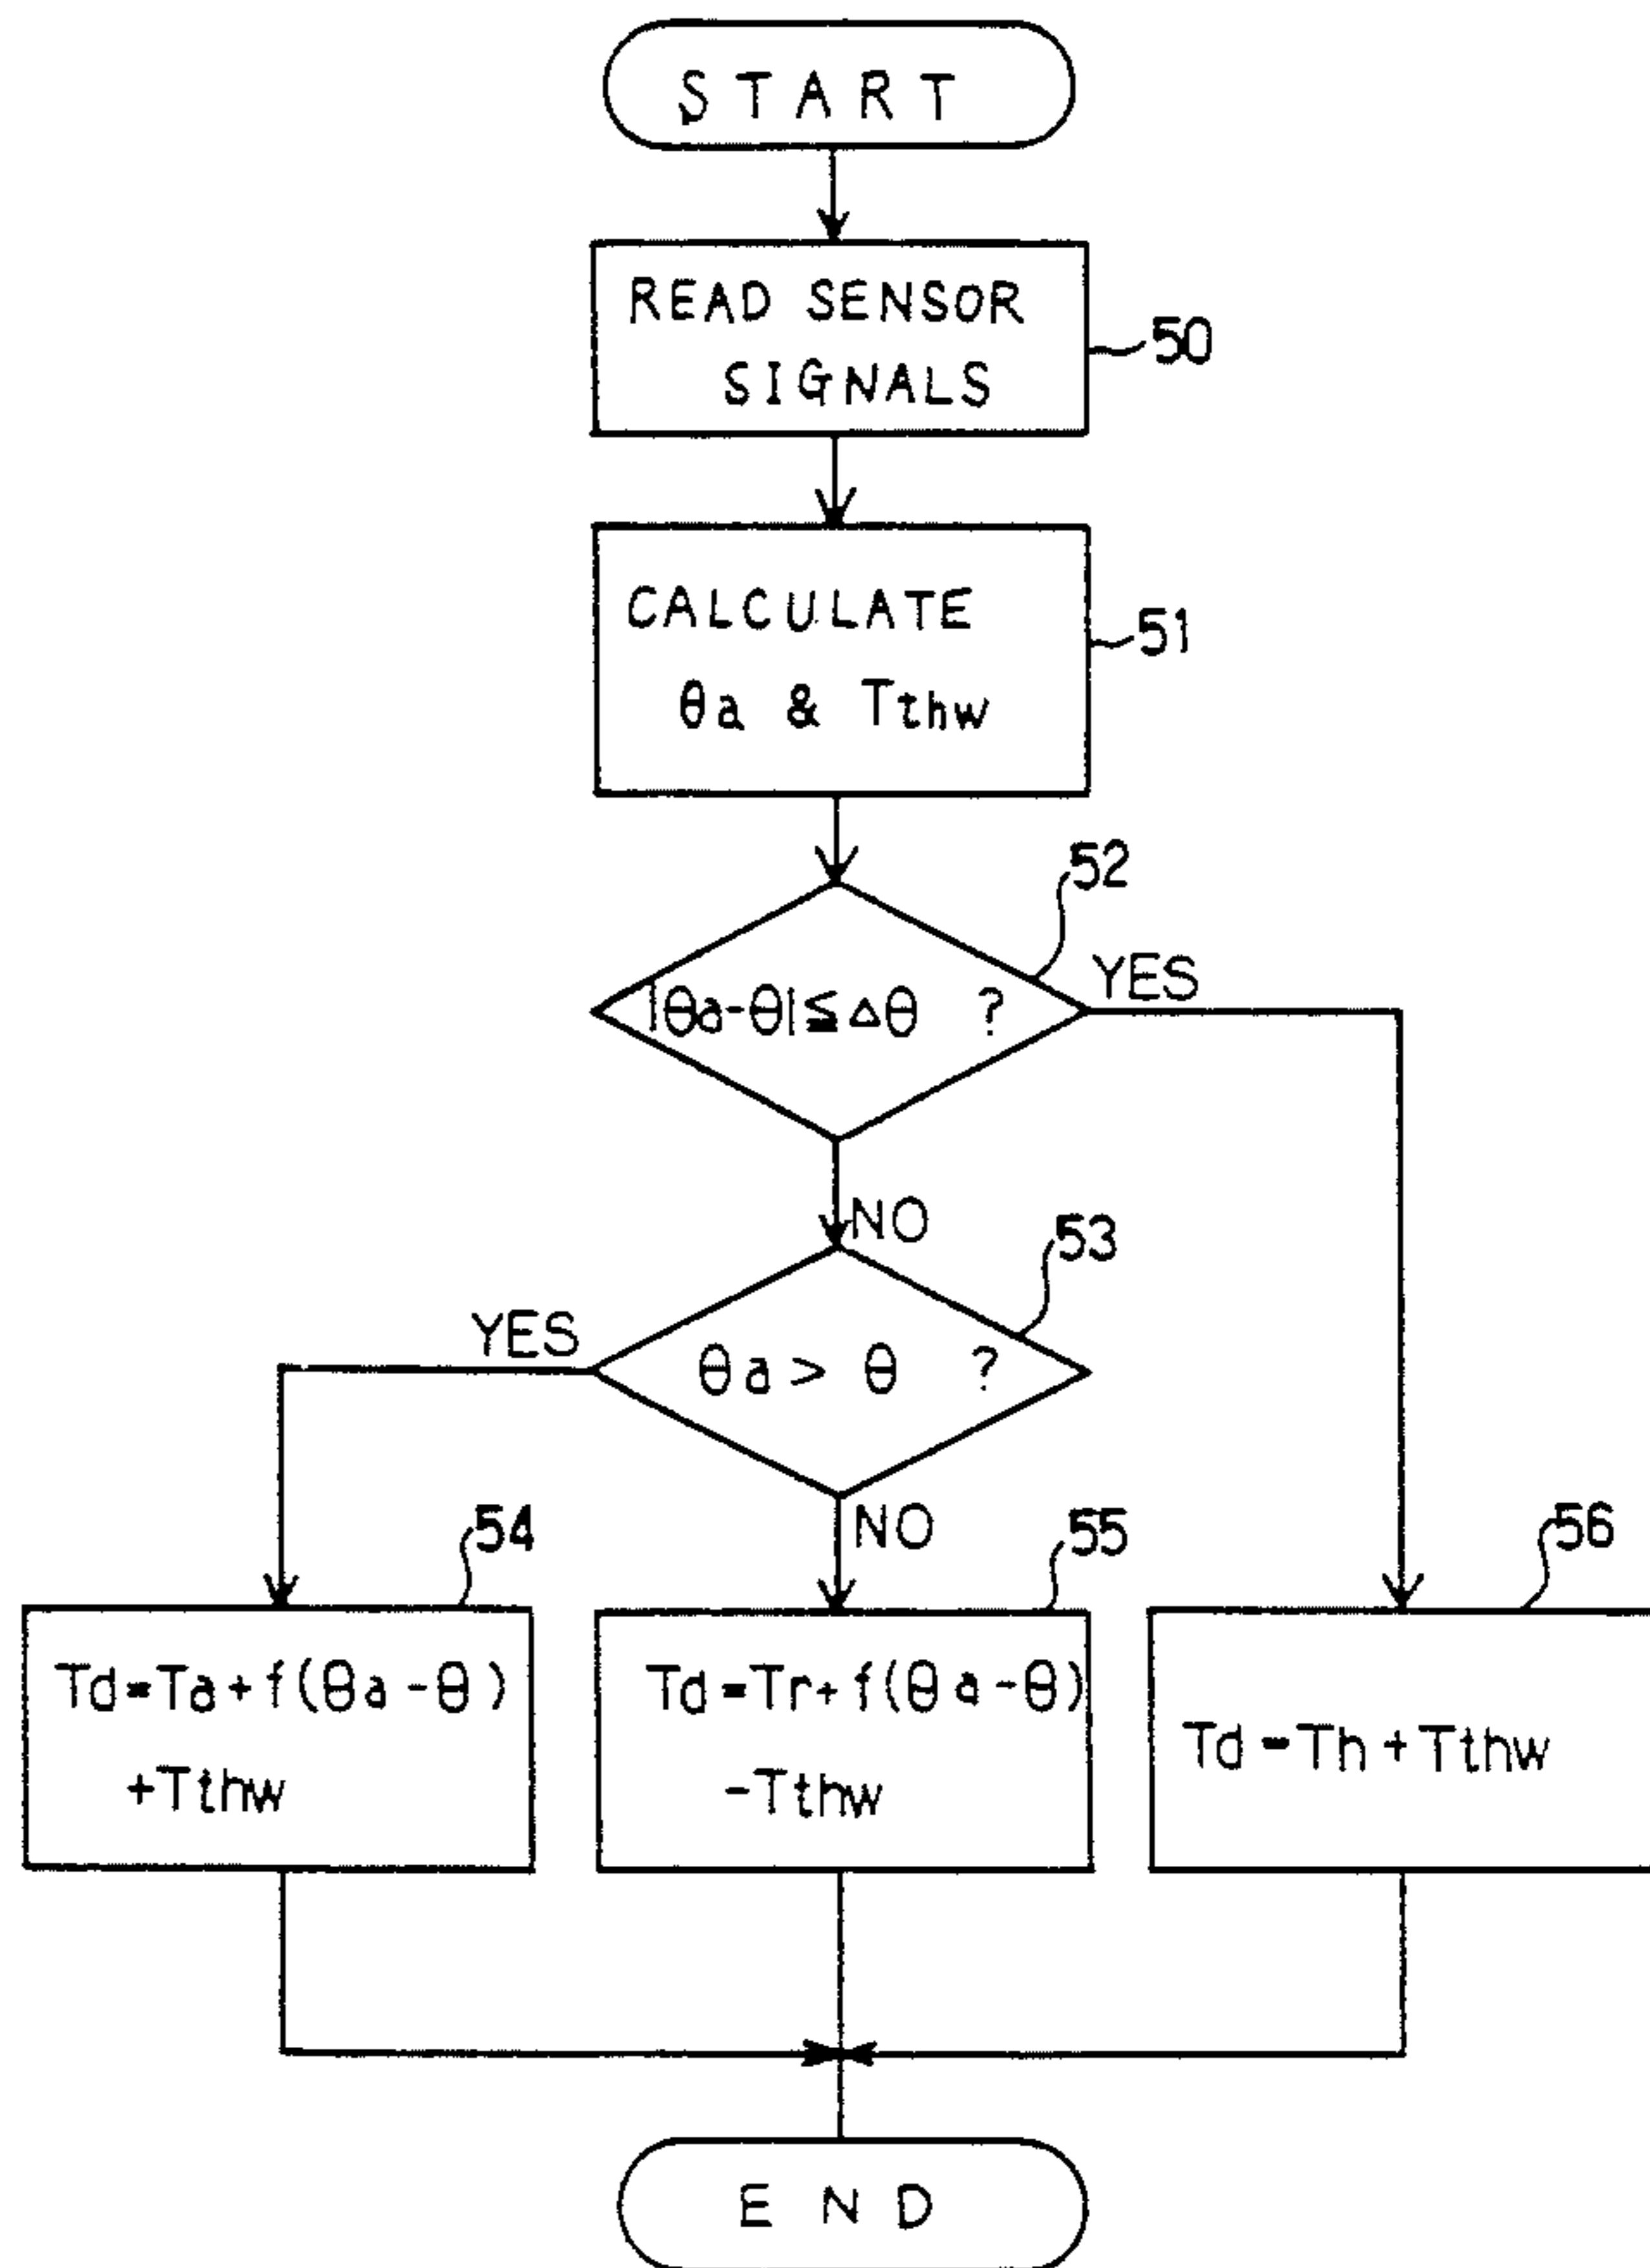 START
READ SENSOR
SIGNALS
50
CALCULATE
θa & Tthw
51
52
|θa-θ|≦△θ ?
YES
NO
53
YES
θa> θ ?
NO
54
55
56
Td=Ta+f(θa-θ)
+Tthw
Td=Tr+f(θa-θ)
-Tthw
Td=Th+Tthw
END